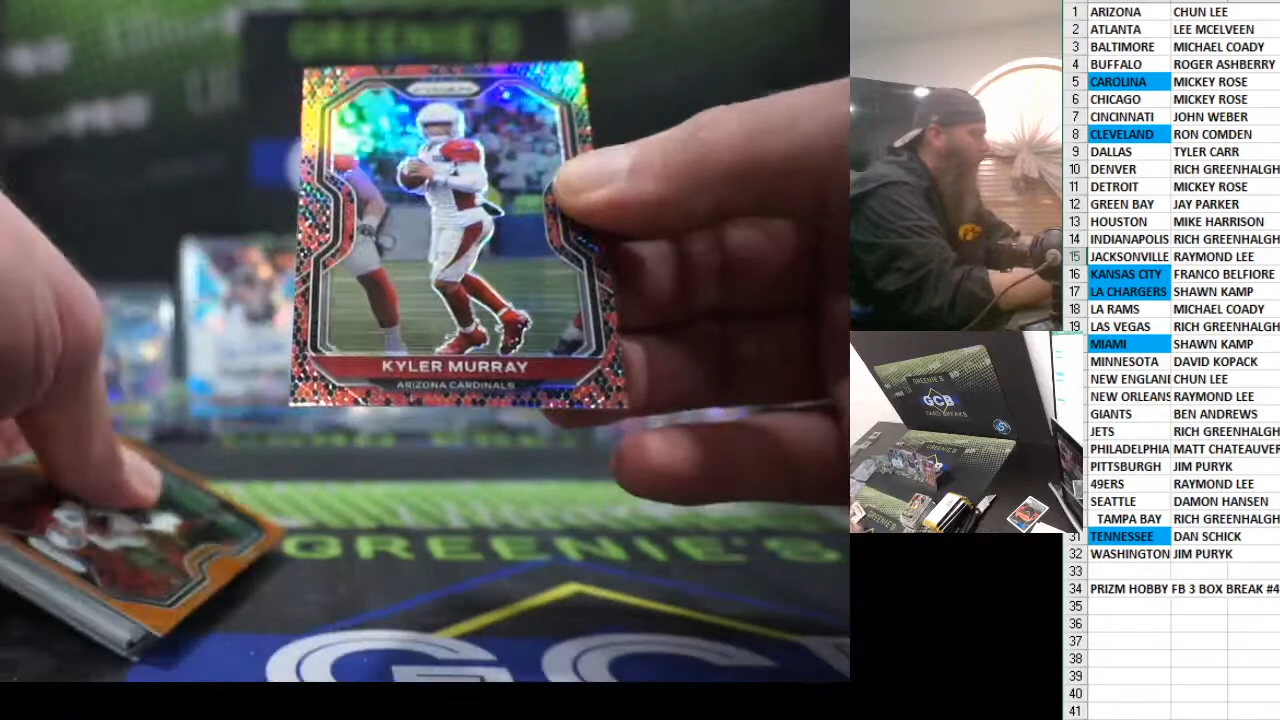 PRIZM
KYLER MURRAY
ARIZONA CARDINALS
GREENIE'S
GCB
GREENIE'S
GCB
CARD BREAKS
GREENIE'S
1 ARIZONA CHUN LEE
2 ATLANTA LEE MCELVEEN
3 BALTIMORE MICHAEL COADY
4 BUFFALO ROGER ASHBERRY
5 CAROLINA MICKEY ROSE
6 CHICAGO MICKEY ROSE
7 CINCINNATI JOHN WEBER
8 CLEVELAND RON COMDEN
9 DALLAS TYLER CARR
10 DENVER RICH GREENHALGH
11 DETROIT MICKEY ROSE
12 GREEN BAY JAY PARKER
13 HOUSTON MIKE HARRISON
14 INDIANAPOLIS RICH GREENHALGH
15 JACKSONVILLE RAYMOND LEE
16 KANSAS CITY FRANCO BELFIORE
17 LA CHARGERS SHAWN KAMP
18 LA RAMS MICHAEL COADY
19 LAS VEGAS RICH GREENHALGH
MIAMI SHAWN KAMP
MINNESOTA DAVID KOPACK
NEW ENGLAND CHUN LEE
NEW ORLEANS RAYMOND LEE
GIANTS BEN ANDREWS
JETS RICH GREENHALGH
PHILADELPHIA MATT CHATEAUVER
PITTSBURGH JIM PURYK
49ERS RAYMOND LEE
SEATTLE DAMON HANSEN
TAMPA BAY RICH GREENHALGH
31 TENNESSEE DAN SCHICK
32 WASHINGTON JIM PURYK
33
34 PRIZM HOBBY FB 3 BOX BREAK #4
35
36
37
38
39
40
41